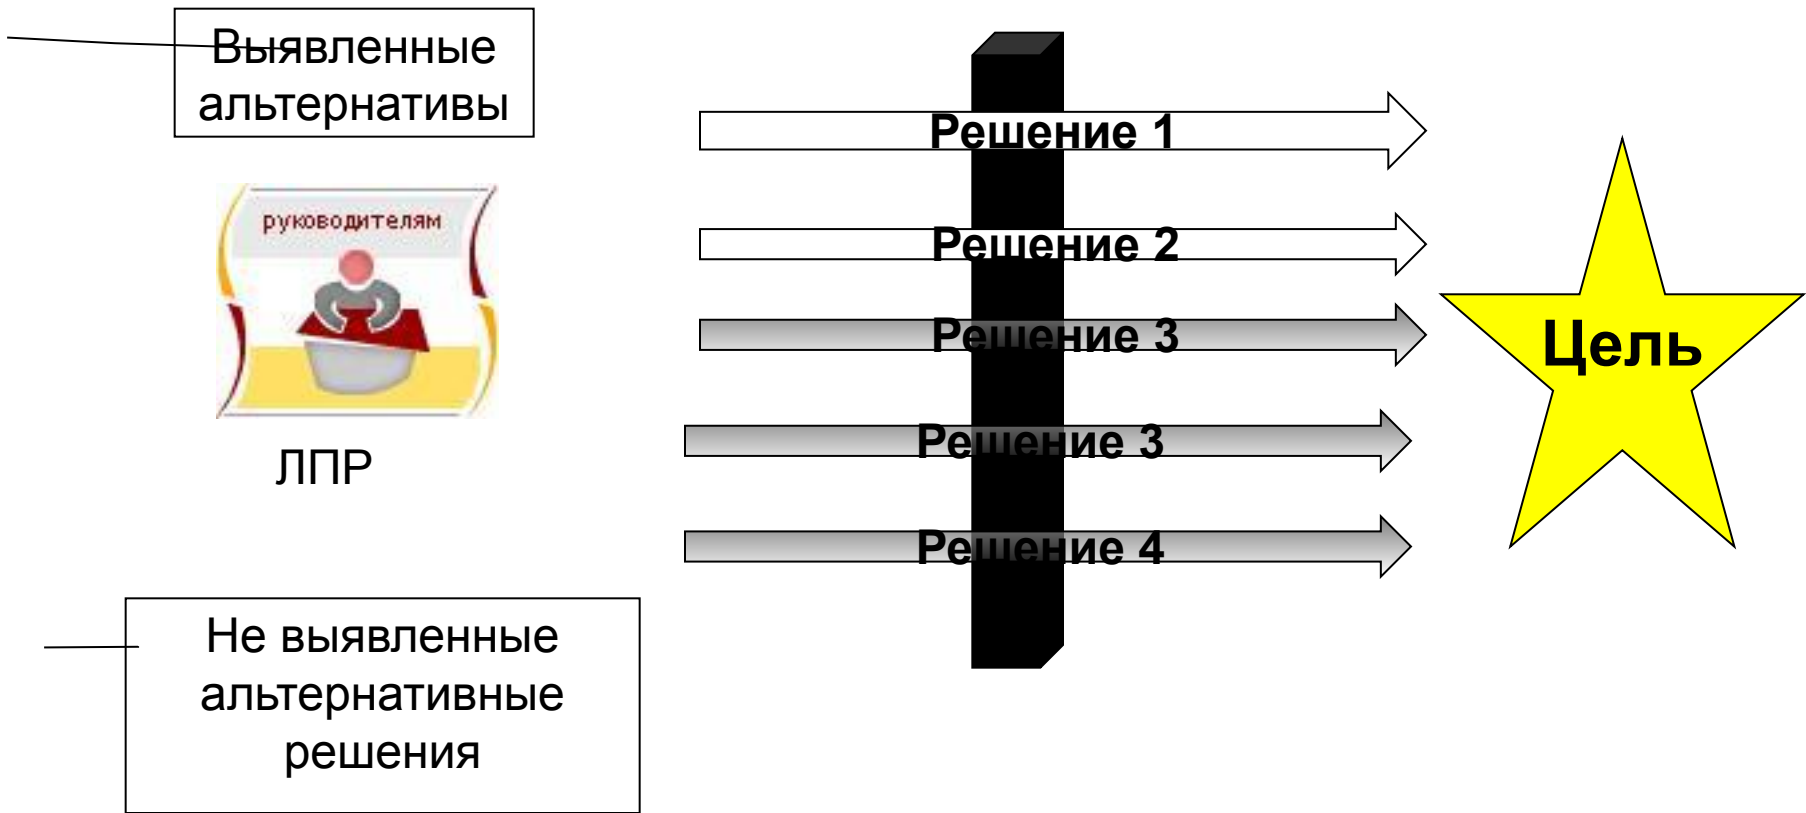 Выявленные
альтернативы
руководителям
ЛПР
Не выявленные
альтернативные
решения
Решение 1
Решение 2
Решение 3
Решение 3
Решение 4
Цель